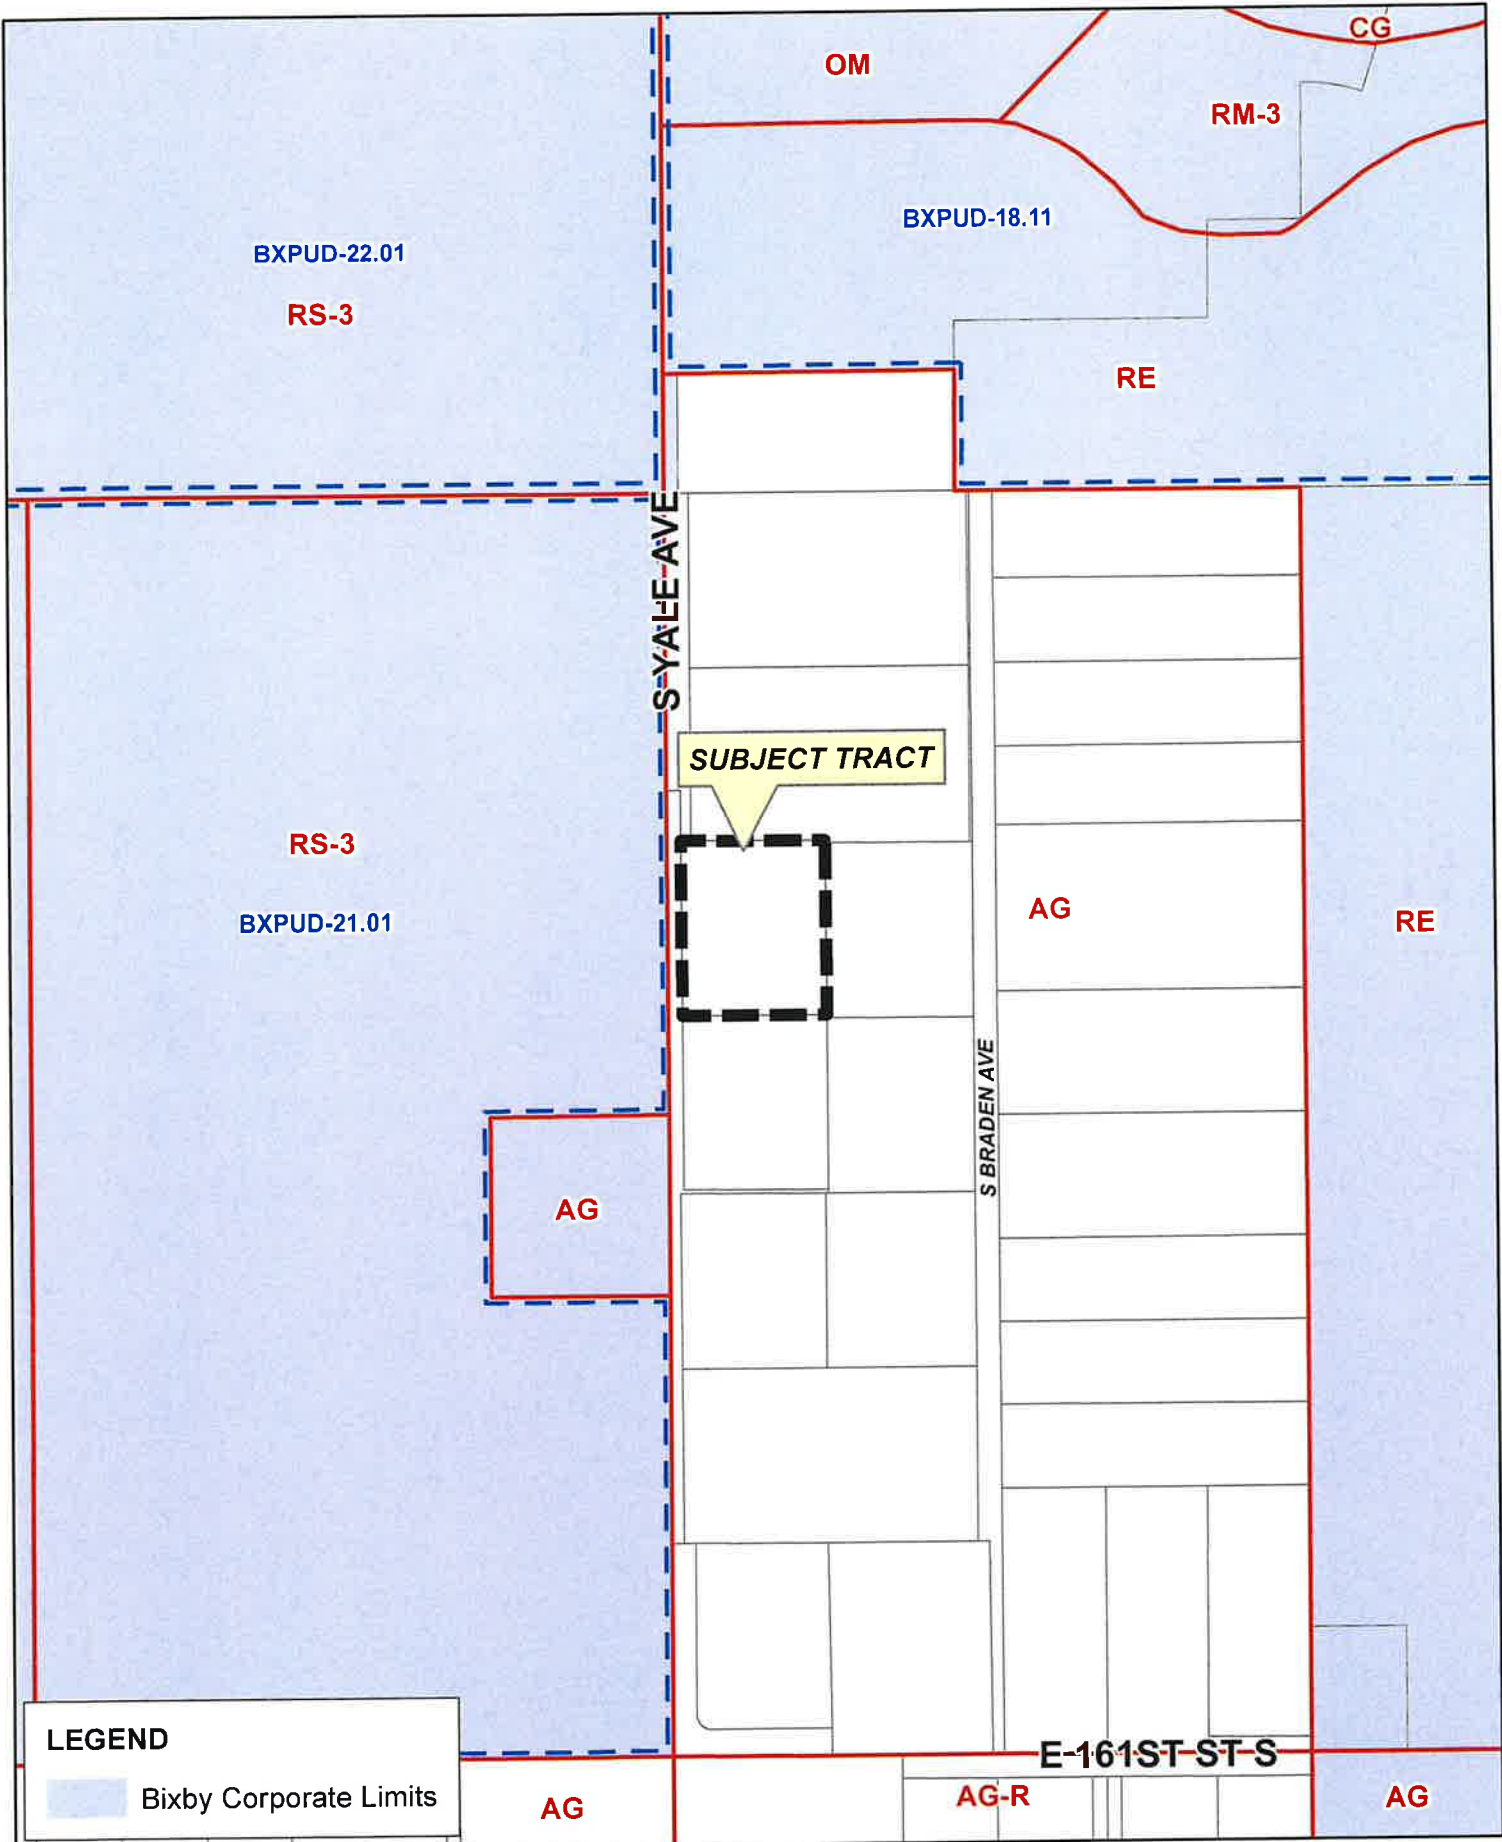 CG
OM
RM-3
BXPUD-18.11
BXPUD-22.01
RS-3
RE
S YALE AVE
SUBJECT TRACT
RS-3
AG
BXPUD-21.01
RE
S BRADEN AVE
AG
LEGEND
Bixby Corporate Limits
E 161ST ST S
AG
AG-R
AG